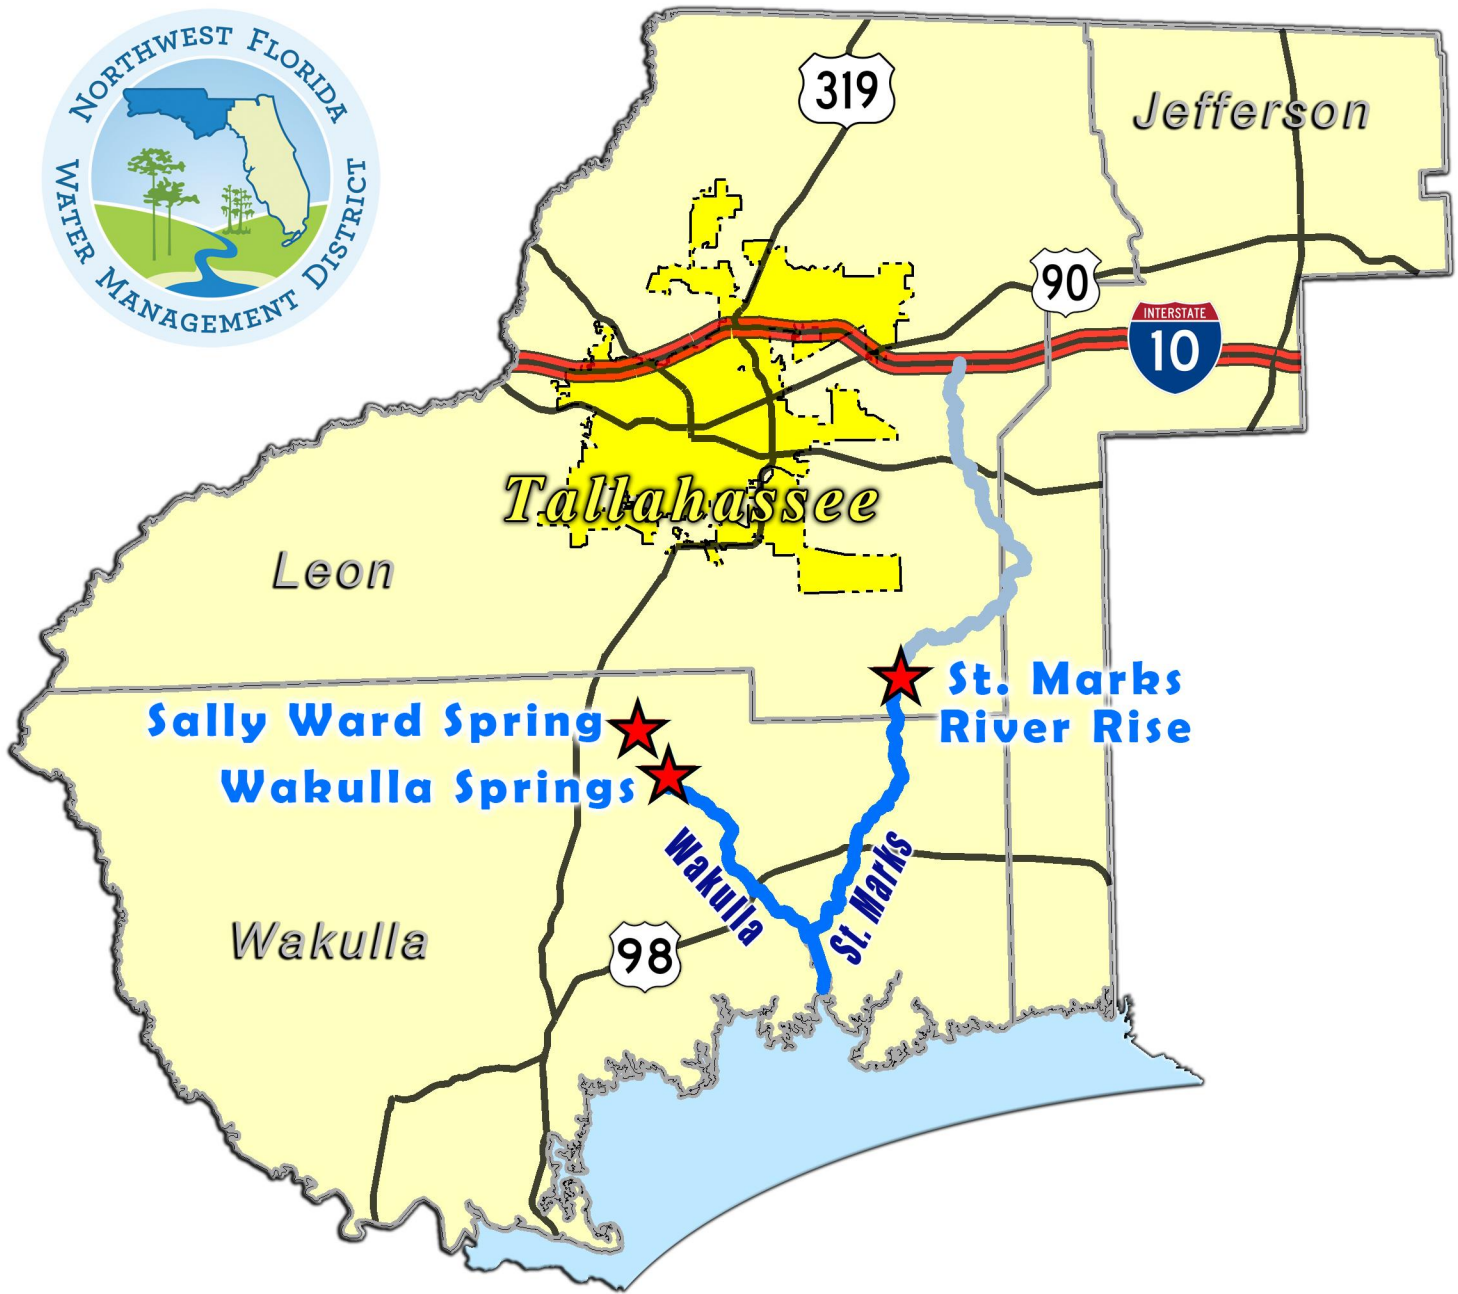 NORTHWEST FLORIDA
WATER MANAGEMENT DISTRICT
319
Jefferson
90
INTERSTATE
10
Tallahassee
Leon
St. Marks
River Rise
Sally Ward Spring
Wakulla Springs
Wakulla
St. Marks
Wakulla
98